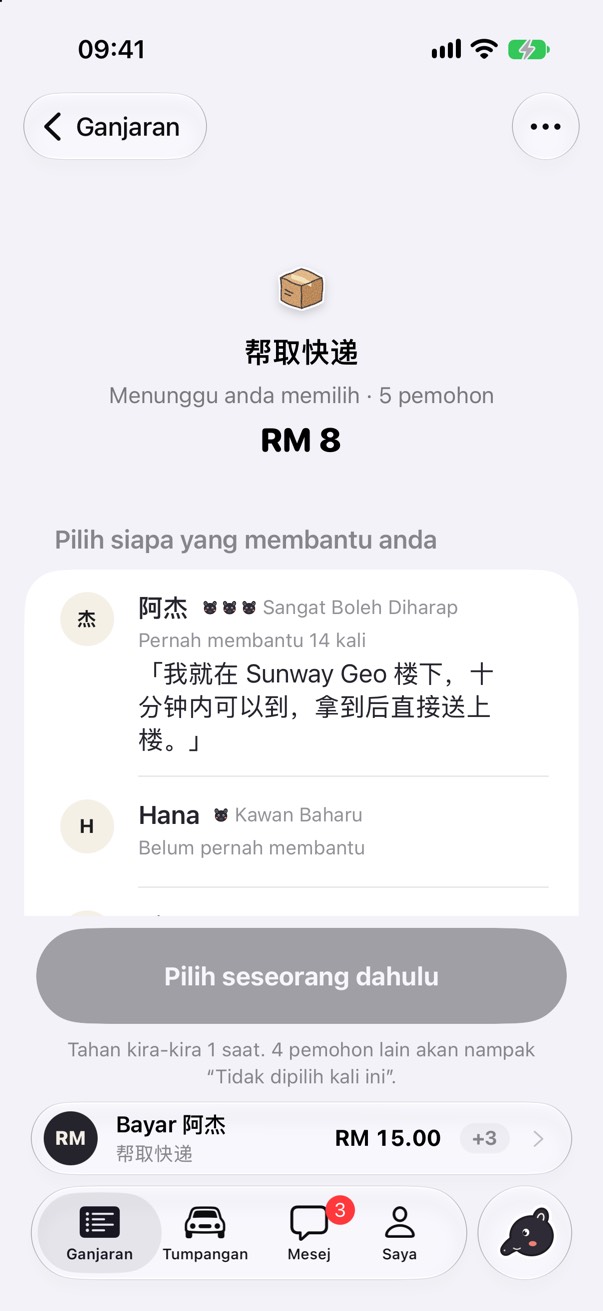 09:41
Ganjaran
帮取快递
Menunggu anda memilih · 5 pemohon
RM 8
Pilih siapa yang membantu anda
杰
阿杰 Sangat Boleh Diharap
Pernah membantu 14 kali
「我就在 Sunway Geo 楼下，十
分钟内可以到，拿到后直接送上
楼。」
H
Hana Kawan Baharu
Belum pernah membantu
Pilih seseorang dahulu
Tahan kira-kira 1 saat. 4 pemohon lain akan nampak
“Tidak dipilih kali ini”.
RM
Bayar 阿杰
帮取快递
RM 15.00
+3
3
Ganjaran
Tumpangan
Mesej
Saya